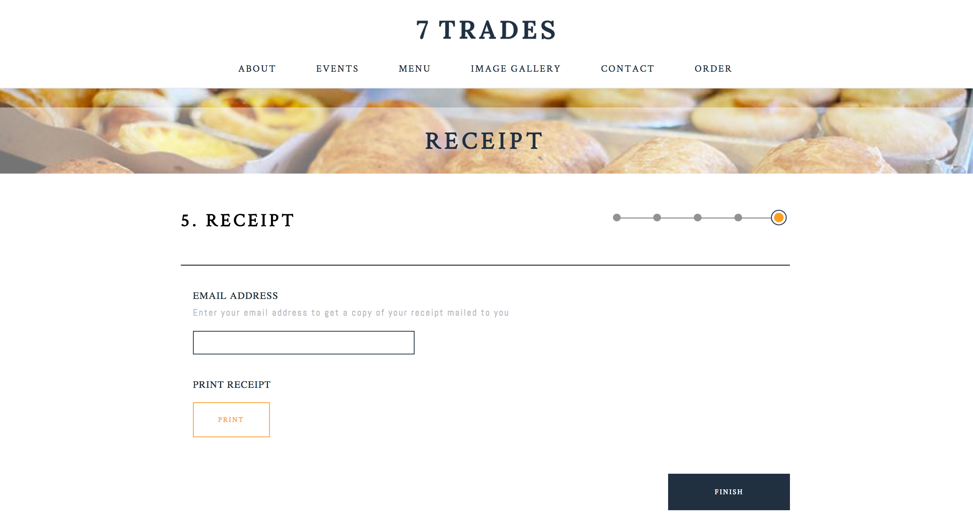 7 TRADES
ABOUT EVENTS MENU IMAGE GALLERY CONTACT ORDER
RECEIPT
5. RECEIPT
EMAIL ADDRESS
Enter your email address to get a copy of your receipt mailed to you
PRINT RECEIPT
PRINT
FINISH